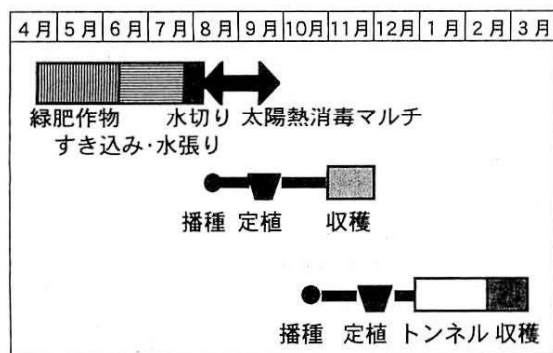 4月 5月 6月 7月 8月 9月 10月 11月 12月 1月 2月 3月
緑肥作物 水切り 太陽熱消毒マルチ
すき込み・水張り
播種 定植 収穫
播種 定植 トンネル 収穫